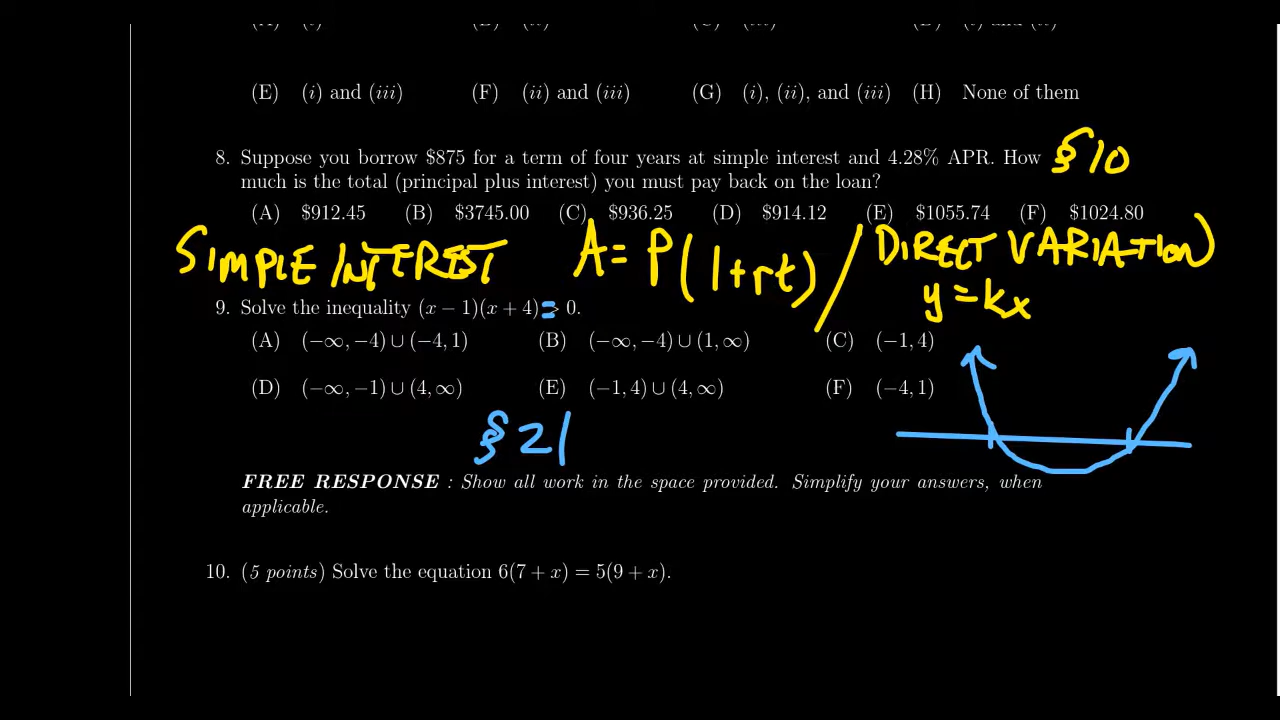 (E) (i) and (iii) (F) (ii) and (iii) (G) (i), (ii), and (iii) (H) None of them
8. Suppose you borrow $875 for a term of four years at simple interest and 4.28% APR. How § 10
much is the total (principal plus interest) you must pay back on the loan?
(A) $912.45 (B) $3745.00 (C) $936.25 (D) $914.12 (E) $1055.74 (F) $1024.80
SIMPLE INTEREST A = P(1+rt) / DIRECT VARIATION)
y = kx
9. Solve the inequality (x − 1)(x + 4) > 0.
(A) (−∞, −4) ∪ (−4, 1) (B) (−∞, −4) ∪ (1, ∞) (C) (−1, 4)
(D) (−∞, −1) ∪ (4, ∞) (E) (−1, 4) ∪ (4, ∞) (F) (−4, 1)
§ 21
FREE RESPONSE : Show all work in the space provided. Simplify your answers, when
applicable.
10. (5 points) Solve the equation 6(7 + x) = 5(9 + x).